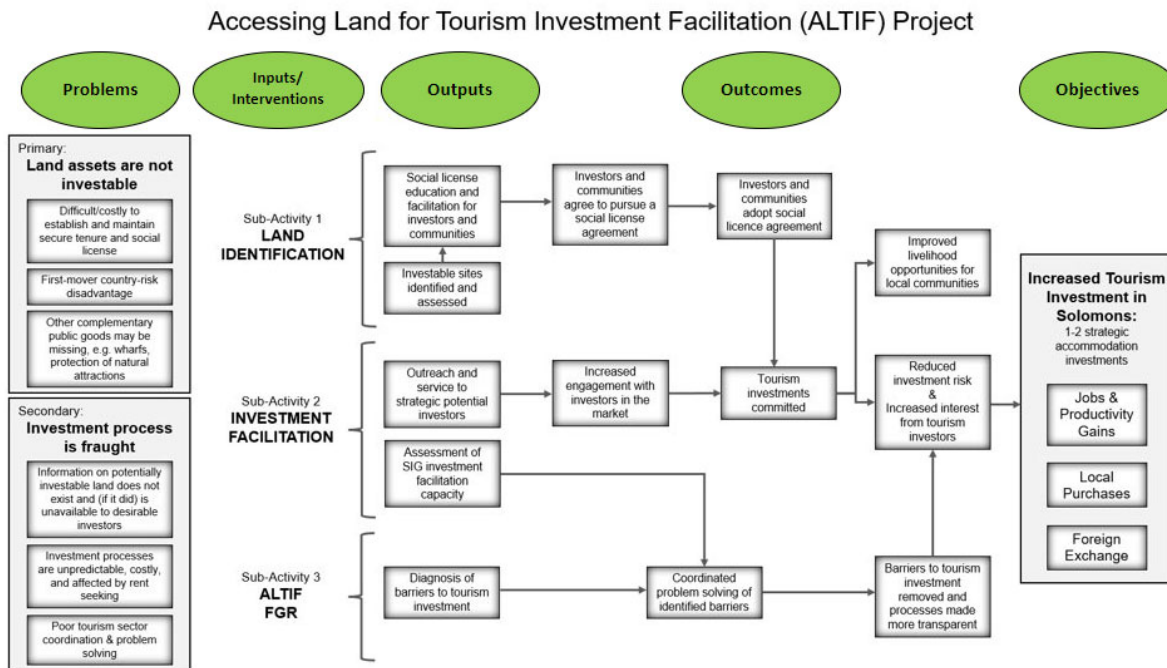 Accessing Land for Tourism Investment Facilitation (ALTIF) Project
Problems
Inputs/
Interventions
Outputs
Outcomes
Objectives
Primary:
Land assets are not
investable
Difficult/costly to
establish and maintain
secure tenure and social
license
First-mover country-risk
disadvantage
Other complementary
public goods may be
missing, e.g. wharfs,
protection of natural
attractions
Secondary:
Investment process
is fraught
Information on potentially
investable land does not
exist and (if it did) is
unavailable to desirable
investors
Investment processes
are unpredictable, costly,
and affected by rent
seeking
Poor tourism sector
coordination & problem
solving
Sub-Activity 1
LAND
IDENTIFICATION
Social license
education and
facilitation for
investors and
communities
Investable sites
identified and
assessed
Investors and
communities
agree to pursue a
social license
agreement
Investors and
communities
adopt social
licence agreement
Improved
livelihood
opportunities for
local communities
Sub-Activity 2
INVESTMENT
FACILITATION
Outreach and
service to
strategic potential
investors
Increased
engagement with
investors in the
market
Tourism
investments
committed
Reduced
investment risk
&
Increased interest
from tourism
investors
Assessment of
SIG investment
facilitation
capacity
Sub-Activity 3
ALTIF
FGR
Diagnosis of
barriers to tourism
investment
Coordinated
problem solving of
identified barriers
Barriers to tourism
investment
removed and
processes made
more transparent
Increased Tourism
Investment in
Solomons:
1-2 strategic
accommodation
investments
Jobs &
Productivity
Gains
Local
Purchases
Foreign
Exchange